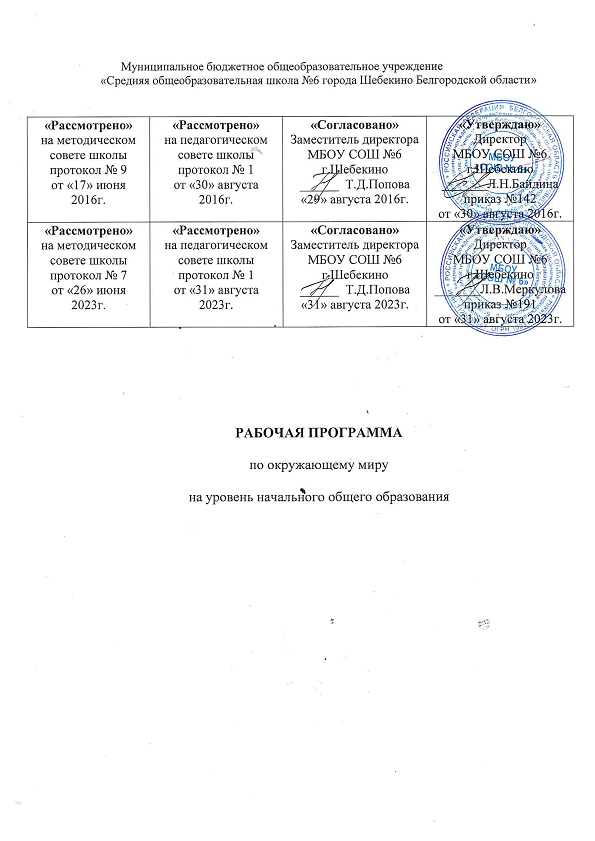 Муниципальное бюджетное общеобразовательное учреждение
«Средняя общеобразовательная школа №6 города Шебекино Белгородской области»
«Рассмотрено»
на методическом
совете школы
протокол № 9
от «17» июня
2016г.
«Рассмотрено»
на педагогическом
совете школы
протокол № 1
от «30» августа
2016г.
«Согласовано»
Заместитель директора
МБОУ СОШ №6
г.Шебекино
Т.Д.Попова
«29» августа 2016г.
«Утверждаю»
Директор
МБОУ СОШ №6
г.Шебекино
Л.Н.Байдина
приказ №142
от «30» августа 2016г.
«Рассмотрено»
на методическом
совете школы
протокол № 7
от «26» июня
2023г.
«Рассмотрено»
на педагогическом
совете школы
протокол № 1
от «31» августа
2023г.
«Согласовано»
Заместитель директора
МБОУ СОШ №6
г.Шебекино
Т.Д.Попова
«31» августа 2023г.
«Утверждаю»
Директор
МБОУ СОШ №6
г.Шебекино
Л.В.Меркулова
приказ №191
от «31» августа 2023г.
РАБОЧАЯ ПРОГРАММА
по окружающему миру
на уровень начального общего образования